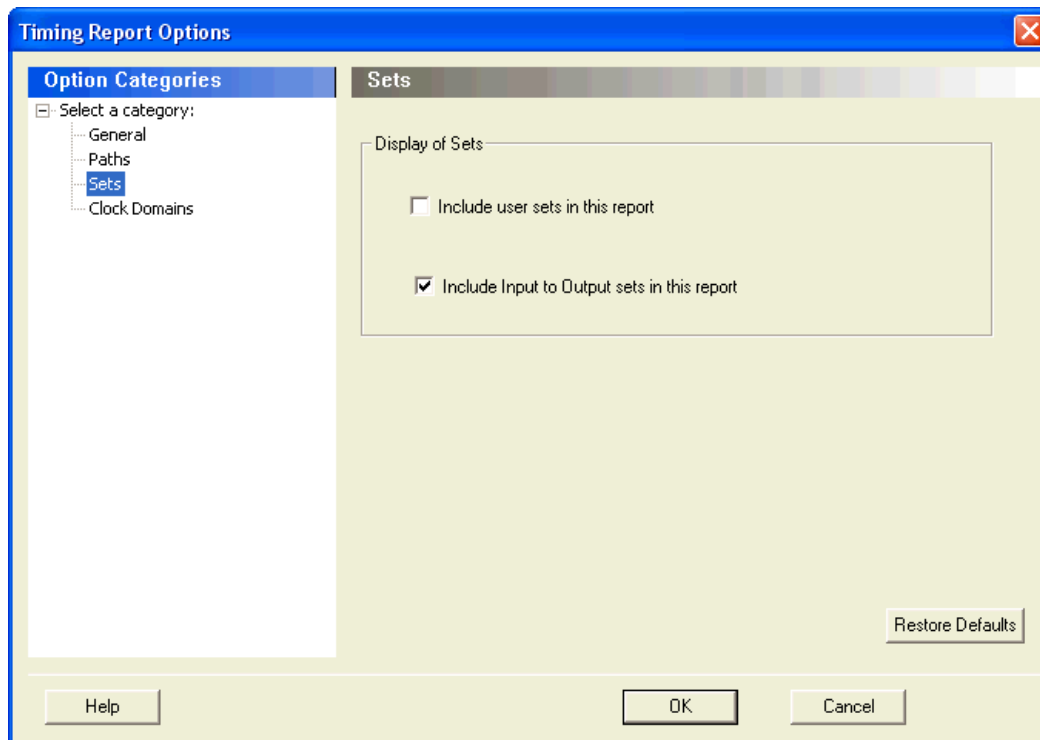 Timing Report Options
Option Categories
Select a category:
General
Paths
Sets
Clock Domains
Sets
Display of Sets
Include user sets in this report
Include Input to Output sets in this report
Restore Defaults
Help
OK
Cancel